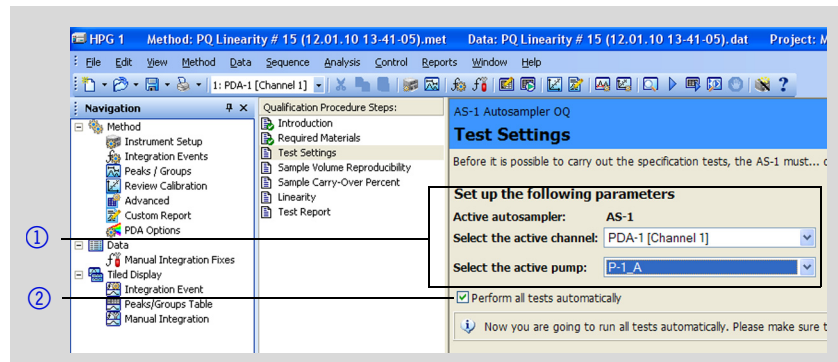 HPG 1 Method: PQ Linearity # 15 (12.01.10 13-41-05).met Data: PQ Linearity # 15 (12.01.10 13-41-05).dat Project: M
File Edit View Method Data Sequence Analysis Control Reports Window Help
1: PDA-1 [Channel 1]
Navigation
Method
Instrument Setup
Integration Events
Peaks / Groups
Review Calibration
Advanced
Custom Report
PDA Options
Data
Manual Integration Fixes
Tiled Display
Integration Event
Peaks/Groups Table
Manual Integration
Qualification Procedure Steps:
Introduction
Required Materials
Test Settings
Sample Volume Reproducibility
Sample Carry-Over Percent
Linearity
Test Report
AS-1 Autosampler OQ
Test Settings
Before it is possible to carry out the specification tests, the AS-1 must... c
Set up the following parameters
Active autosampler: AS-1
Select the active channel: PDA-1 [Channel 1]
Select the active pump: P-1_A
Perform all tests automatically
Now you are going to run all tests automatically. Please make sure t
1
2